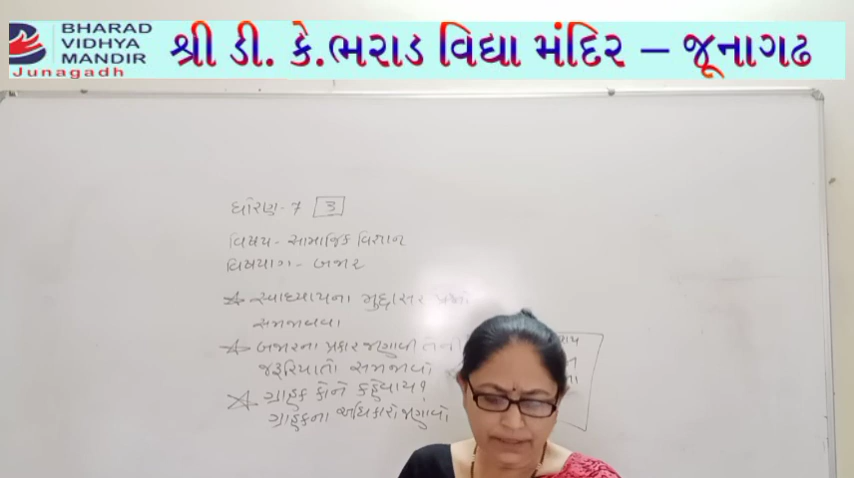 BHARAD
VIDHYA
MANDIR
Junagadh
શ્રી ડી. કે.ભરાડ વિદ્યા મંદિર – જૂનાગઢ
ધોરણ-7 3
વિષય - સામાજિક વિજ્ઞાન
વિષયાંગ - બજાર
સ્વાધ્યાયના મુદ્દાસર
સમજાવવા
બજારના પ્રકાર જણાવી તેની
જરૂરિયાતો સમજાવો
ગ્રાહક કોને કહેવાય?
ગ્રાહકના અધિકારો જણાવો